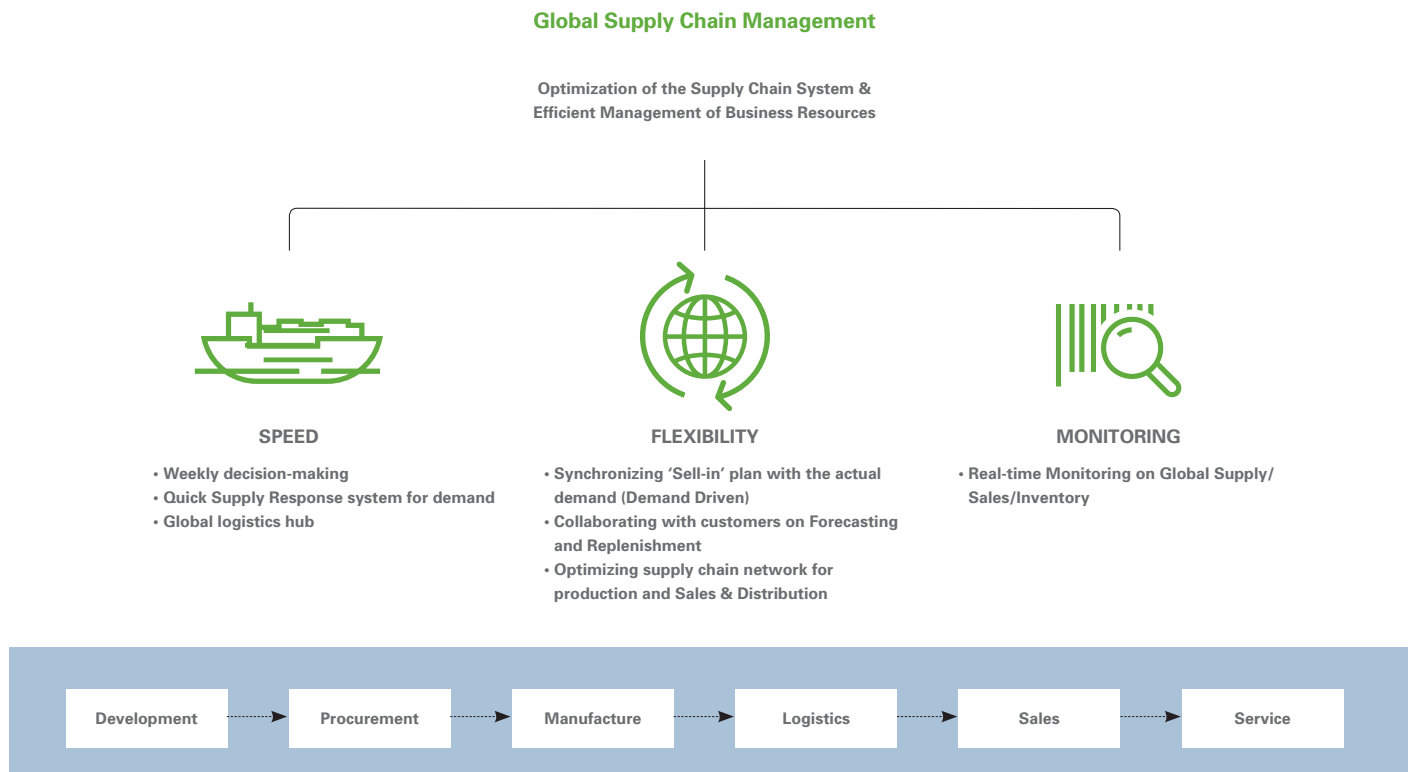 Global Supply Chain Management
Optimization of the Supply Chain System &
Efficient Management of Business Resources
SPEED
• Weekly decision-making
• Quick Supply Response system for demand
• Global logistics hub
FLEXIBILITY
• Synchronizing ‘Sell-in’ plan with the actual
demand (Demand Driven)
• Collaborating with customers on Forecasting
and Replenishment
• Optimizing supply chain network for
production and Sales & Distribution
MONITORING
• Real-time Monitoring on Global Supply/
Sales/Inventory
Development
Procurement
Manufacture
Logistics
Sales
Service